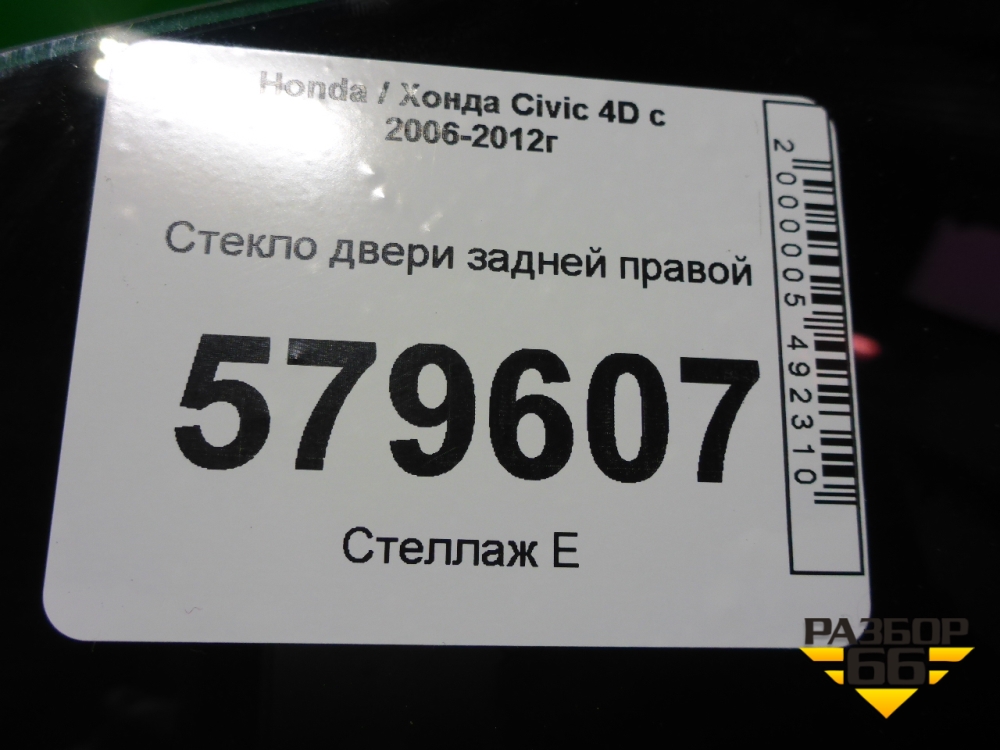 Honda / Хонда Civic 4D с
2006-2012г
Стекло двери задней правой
579607
Стеллаж Е
2000005492310
РАЗБОР
66